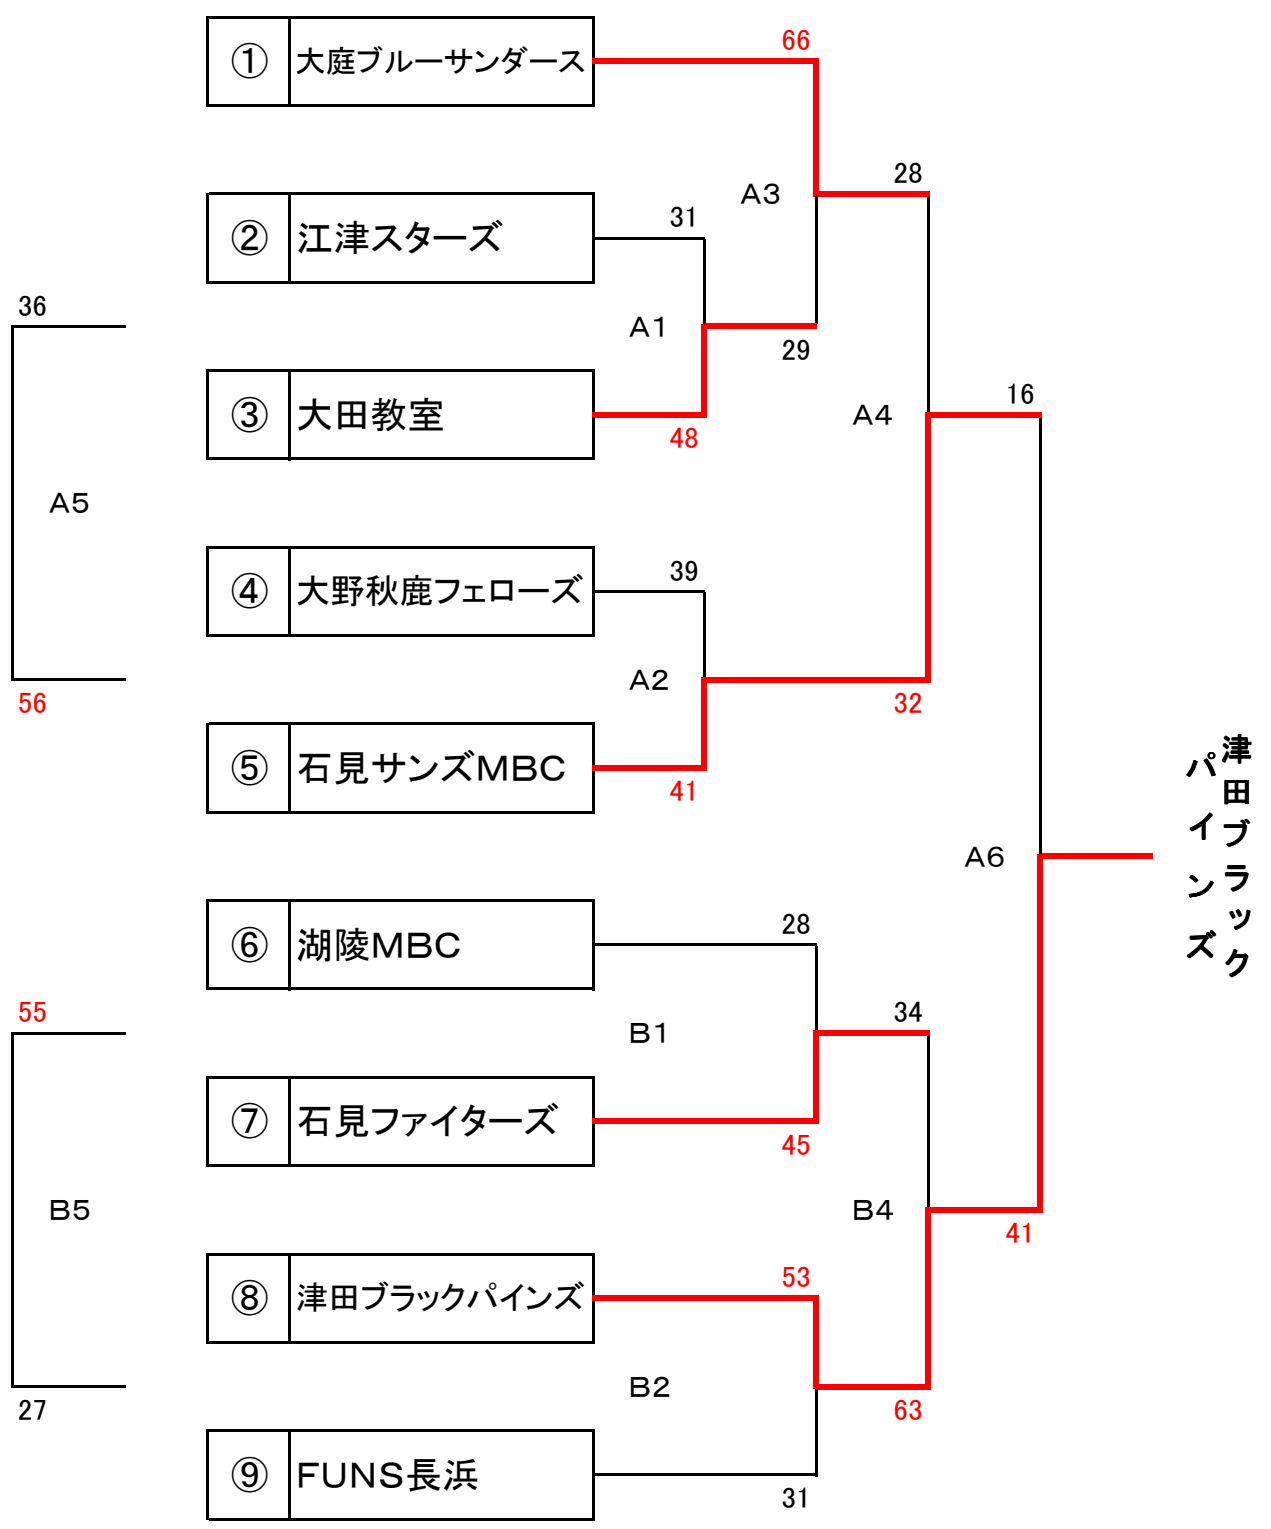 66
① 大庭ブルーサンダース
28
A3
31
② 江津スターズ
36
A1
29
16
③ 大田教室
A4
48
A5
39
④ 大野秋鹿フェローズ
A2
56
32
⑤ 石見サンズMBC
41
津田ブラック
パインズ
A6
28
⑥ 湖陵MBC
55
34
B1
⑦ 石見ファイターズ
45
B5
B4
41
53
⑧ 津田ブラックパインズ
B2
27
63
⑨ FUNS長浜
31